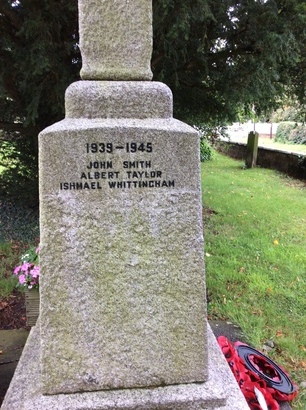 1939-1945
JOHN SMITH
ALBERT TAYLOR
ISHMAEL WHITTINGHAM